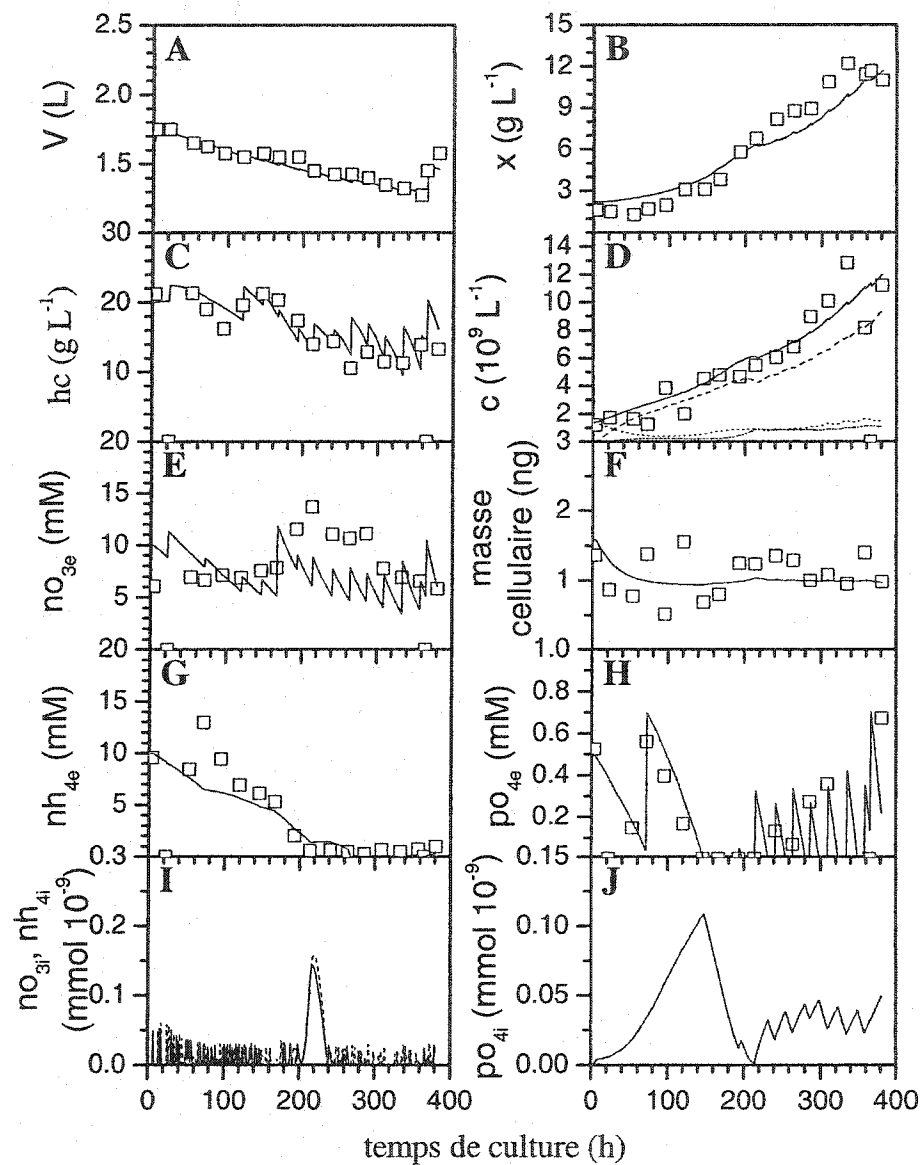 A
V (L)
2.5
2.0
1.5
30
B
x (g L⁻¹)
15
12
9
6
3
C
hc (g L⁻¹)
20
10
20
D
c (10⁹ L⁻¹)
14
12
10
8
6
4
2
3
E
no₃ₑ (mM)
15
10
5
20
F
masse
cellulaire (ng)
2
1
1.0
G
nh₄ₑ (mM)
15
10
5
0.3
H
po₄ₑ (mM)
0.8
0.6
0.4
0.2
0.15
I
no₃ᵢ, nh₄ᵢ
(mmol 10⁻⁹)
0.2
0.1
0.0
0 100 200 300 400
J
po₄ᵢ (mmol 10⁻⁹)
0.10
0.05
0.00
0 100 200 300 400
temps de culture (h)